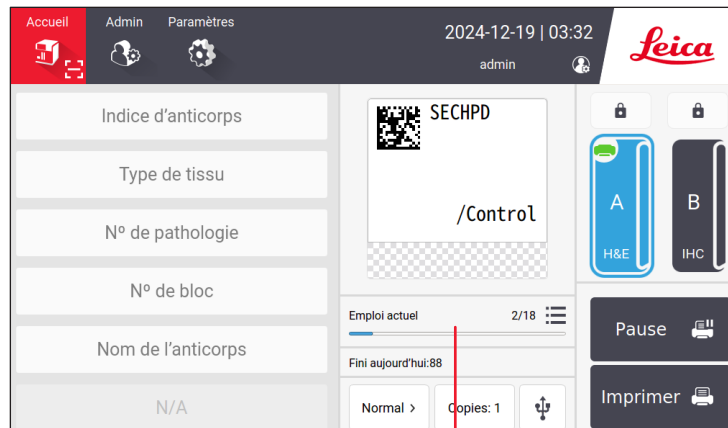 Accueil
Admin
Paramètres
2024-12-19 | 03:32
admin
Leica
Indice d’anticorps
Type de tissu
Nº de pathologie
Nº de bloc
Nom de l’anticorps
N/A
SECHPD
/Control
Emploi actuel 2/18
Fini aujourd’hui:88
Normal > Copies: 1
A
H&E
B
IHC
Pause
Imprimer